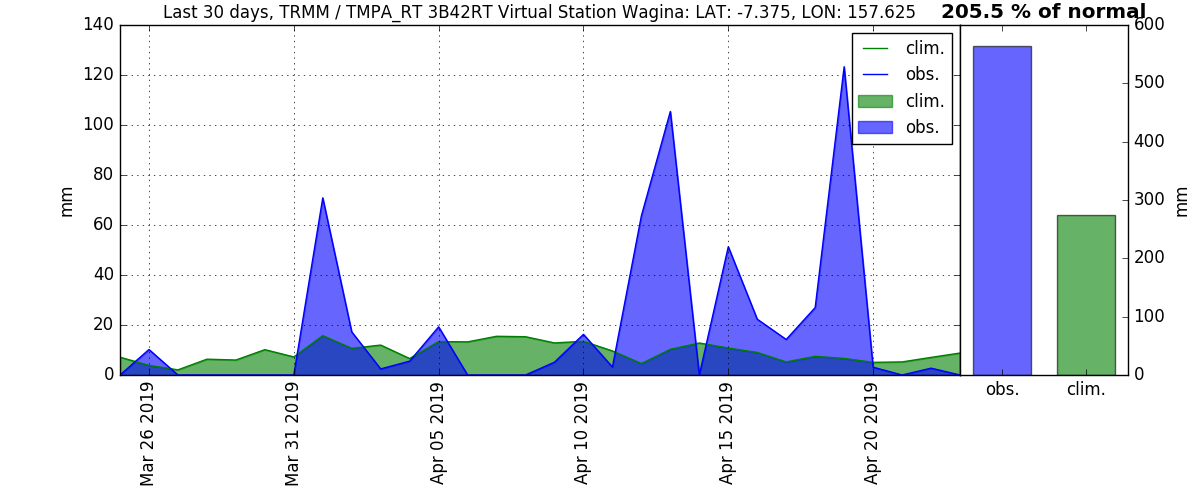 Last 30 days, TRMM / TMPA_RT 3B42RT Virtual Station Wagina: LAT: -7.375, LON: 157.625
205.5 % of normal
140
120
100
80
60
40
20
0
mm
clim.
obs.
clim.
obs.
Mar 26 2019
Mar 31 2019
Apr 05 2019
Apr 10 2019
Apr 15 2019
Apr 20 2019
600
500
400
300
200
100
0
mm
obs.
clim.